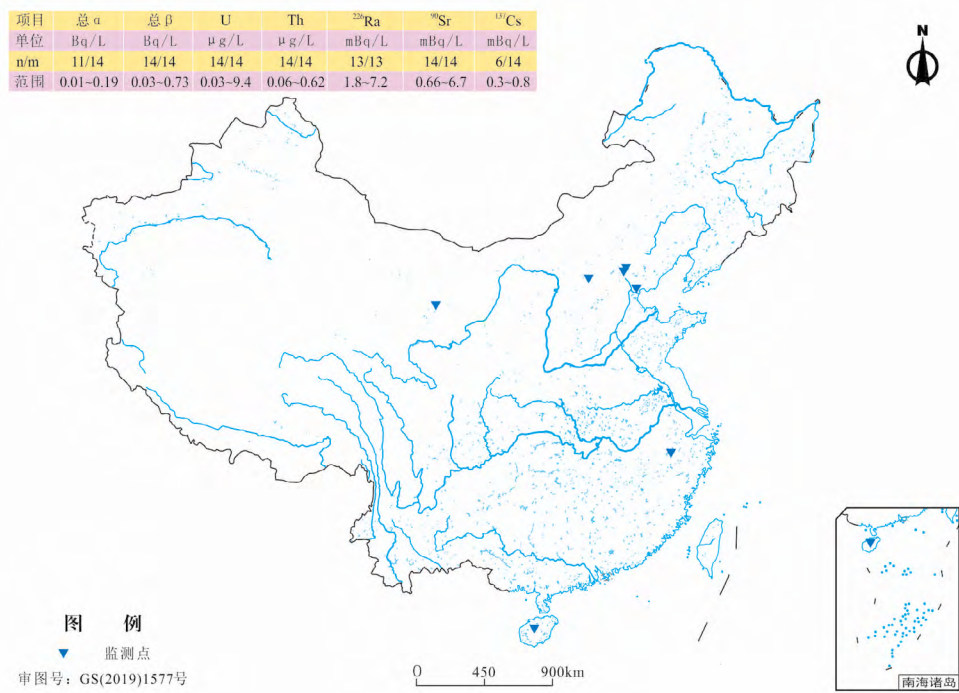 项目 总α 总β U Th ²²⁶Ra ⁹⁰Sr ¹³⁷Cs
单位 Bq/L Bq/L μg/L μg/L mBq/L mBq/L mBq/L
n/m 11/14 14/14 14/14 14/14 13/13 14/14 6/14
范围 0.01~0.19 0.03~0.73 0.03~9.4 0.06~0.62 1.8~7.2 0.66~6.7 0.3~0.8
N
图 例
监测点
审图号：GS(2019)1577号
0 450 900km
南海诸岛